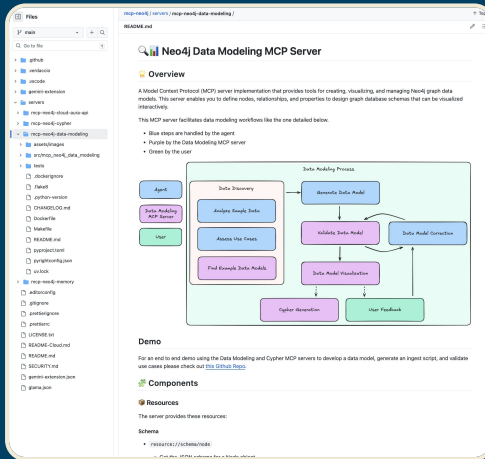 Files
main
Go to file
t
.github
.verdaccio
.vscode
gemini-extension
servers
mcp-neo4j-cloud-aura-api
mcp-neo4j-cypher
mcp-neo4j-data-modeling
assets/images
src/mcp_neo4j_data_modeling
tests
.dockerignore
.flake8
.python-version
CHANGELOG.md
Dockerfile
Makefile
README.md
pyproject.toml
pyrightconfig.json
uv.lock
mcp-neo4j-memory
.editorconfig
.gitignore
.prettierignore
.prettierrc
LICENSE.txt
README-Cloud.md
README.md
SECURITY.md
gemini-extension.json
glama.json
mcp-neo4j / servers / mcp-neo4j-data-modeling /
README.md
Neo4j Data Modeling MCP Server
Overview
A Model Context Protocol (MCP) server implementation that provides tools for creating, visualizing, and managing Neo4j graph data
models. This server enables you to define nodes, relationships, and properties to design graph database schemas that can be visualized
interactively.
This MCP server facilitates data modeling workflows like the one detailed below.
• Blue steps are handled by the agent
• Purple by the Data Modeling MCP server
• Green by the user
Data Modeling Process
Agent
Data Modeling
MCP Server
User
Data Discovery
Analyze Sample Data
Assess Use Cases
Find Example Data Models
Generate Data Model
Validate Data Model
Data Model Correction
Data Model Visualization
Cypher Generation
User Feedback
Demo
For an end to end demo using the Data Modeling and Cypher MCP servers to develop a data model, generate an ingest script, and validate
use cases please check out this Github Repo.
Components
Resources
The server provides these resources:
Schema
• resource://schema/node